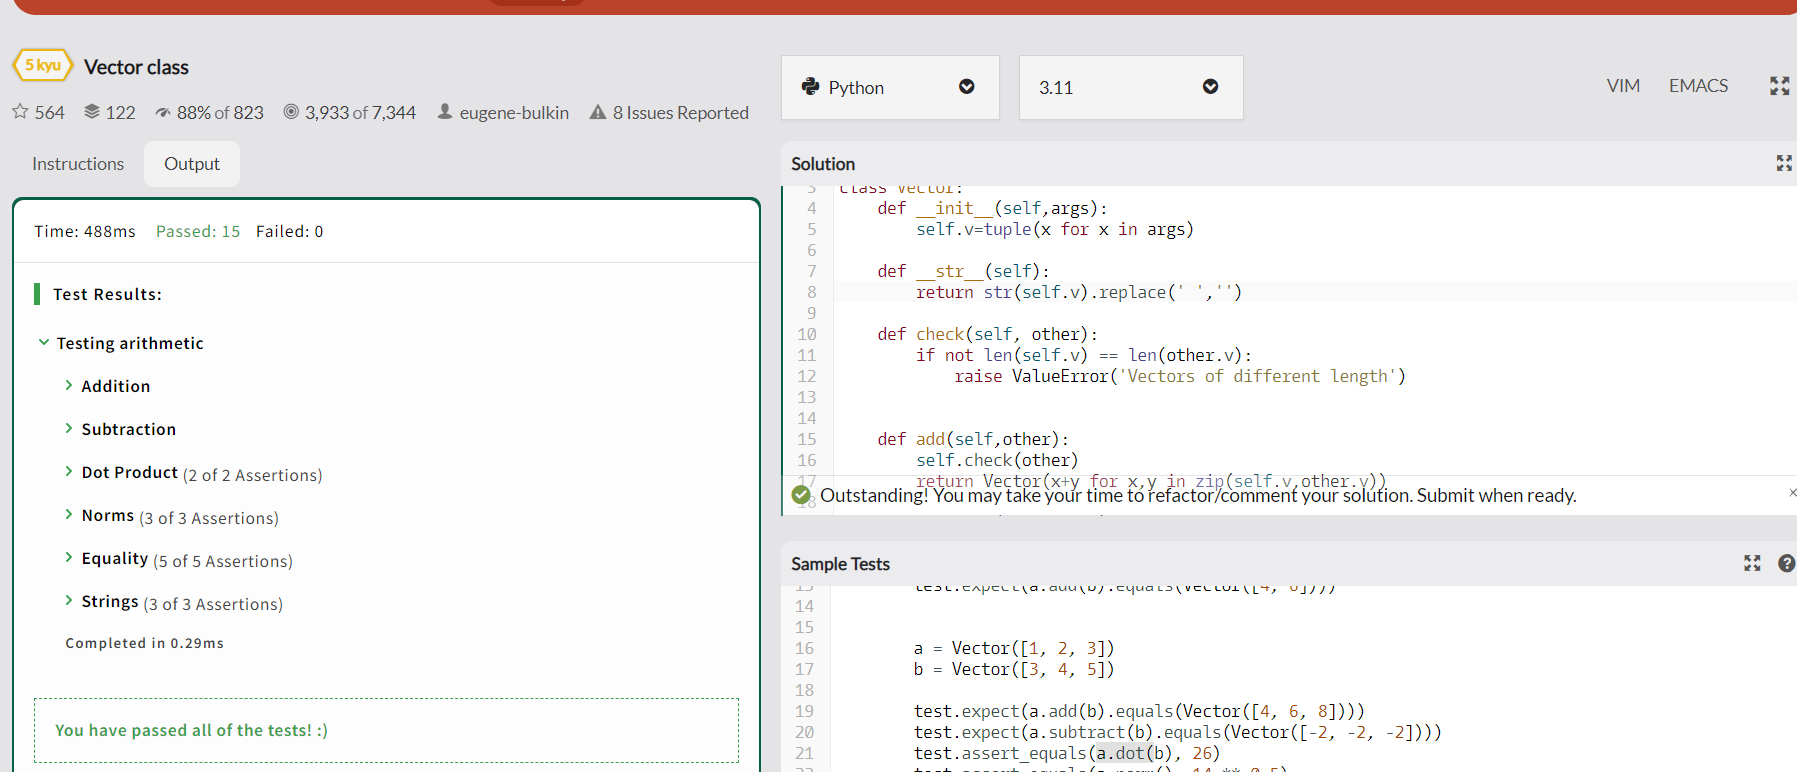 5 kyu Vector class
564 122 88% of 823 3,933 of 7,344 eugene-bulkin 8 Issues Reported
Instructions Output
Time: 488ms Passed: 15 Failed: 0
Test Results:
Testing arithmetic
Addition
Subtraction
Dot Product (2 of 2 Assertions)
Norms (3 of 3 Assertions)
Equality (5 of 5 Assertions)
Strings (3 of 3 Assertions)
Completed in 0.29ms
You have passed all of the tests! :)
Python 3.11 VIM EMACS
Solution
3 class Vector:
4 def __init__(self,args):
5 self.v=tuple(x for x in args)
6
7 def __str__(self):
8 return str(self.v).replace(' ','')
9
10 def check(self, other):
11 if not len(self.v) == len(other.v):
12 raise ValueError('Vectors of different length')
13
14
15 def add(self,other):
16 self.check(other)
17 return Vector(x+y for x,y in zip(self.v,other.v))
18
Outstanding! You may take your time to refactor/comment your solution. Submit when ready.
Sample Tests
13 test.expect(a.add(b).equals(Vector([4, 6])))
14
15
16 a = Vector([1, 2, 3])
17 b = Vector([3, 4, 5])
18
19 test.expect(a.add(b).equals(Vector([4, 6, 8])))
20 test.expect(a.subtract(b).equals(Vector([-2, -2, -2])))
21 test.assert_equals(a.dot(b), 26)